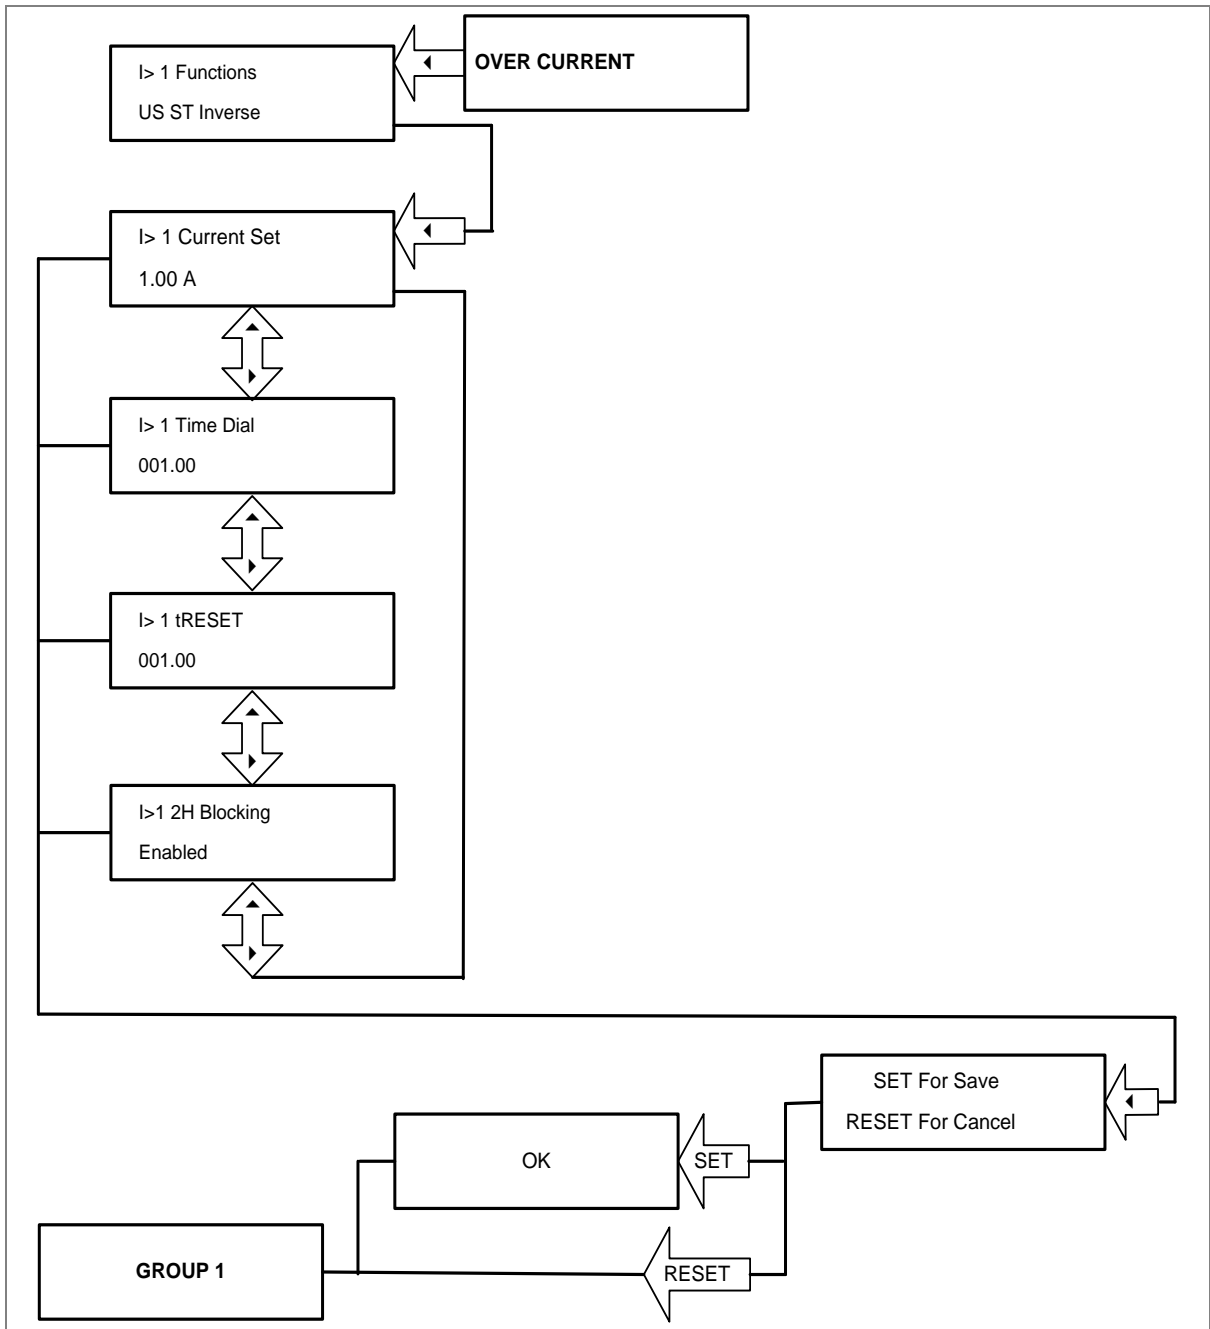 OVER CURRENT
I> 1 Functions
US ST Inverse
I> 1 Current Set
1.00 A
I> 1 Time Dial
001.00
I> 1 tRESET
001.00
I>1 2H Blocking
Enabled
SET For Save
RESET For Cancel
OK
SET
GROUP 1
RESET